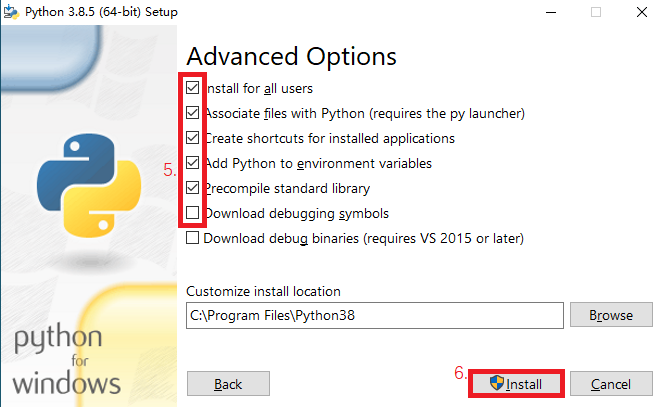 Python 3.8.5 (64-bit) Setup
Advanced Options
Install for all users
Associate files with Python (requires the py launcher)
Create shortcuts for installed applications
5.
Add Python to environment variables
Precompile standard library
Download debugging symbols
Download debug binaries (requires VS 2015 or later)
Customize install location
C:\Program Files\Python38
Browse
python
for
windows
6.
Back
Install
Cancel